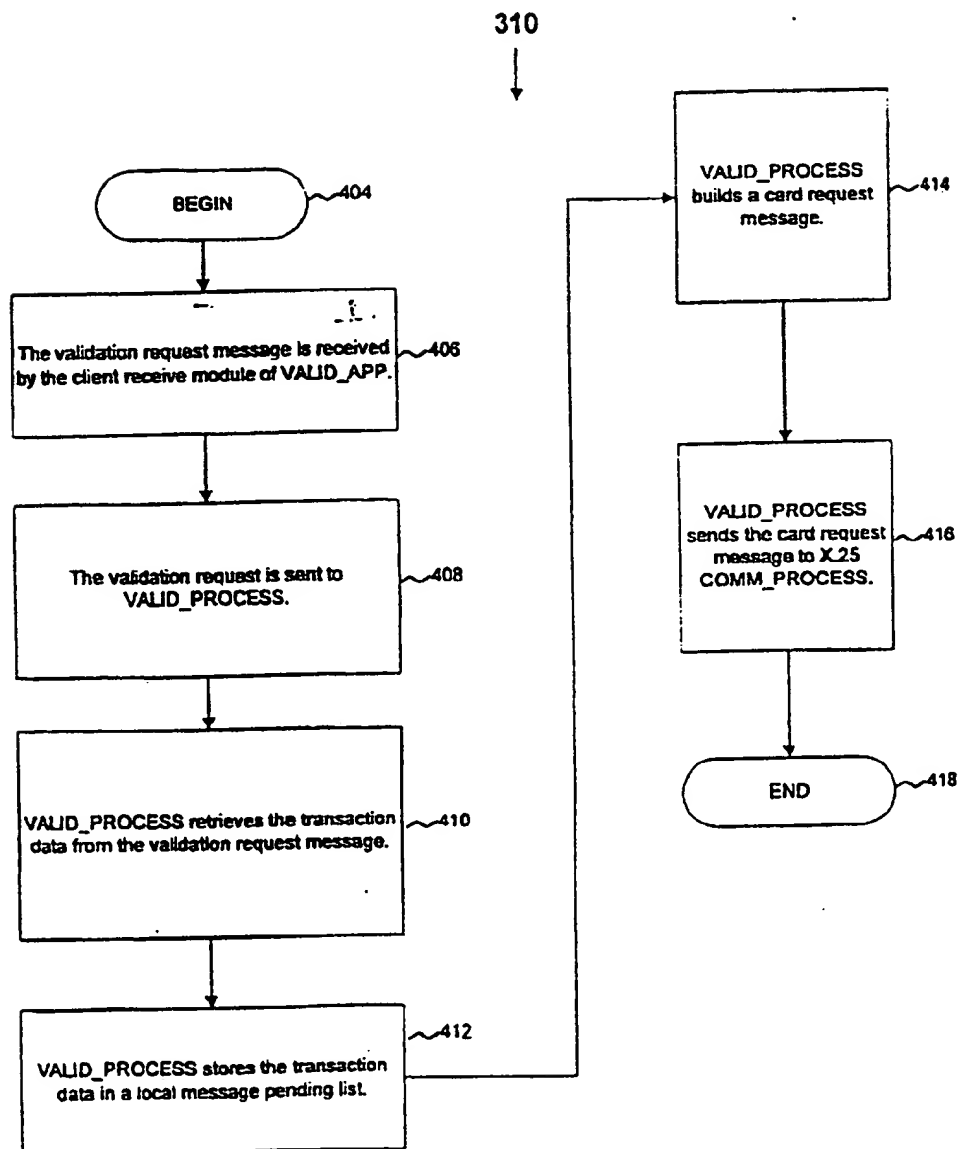 310
BEGIN
404
The validation request message is received
by the client receive module of VALID_APP.
406
The validation request is sent to
VALID_PROCESS.
408
VALID_PROCESS retrieves the transaction
data from the validation request message.
410
VALID_PROCESS stores the transaction
data in a local message pending list.
412
VALID_PROCESS
builds a card request
message.
414
VALID_PROCESS
sends the card request
message to X.25
COMM_PROCESS.
416
END
418